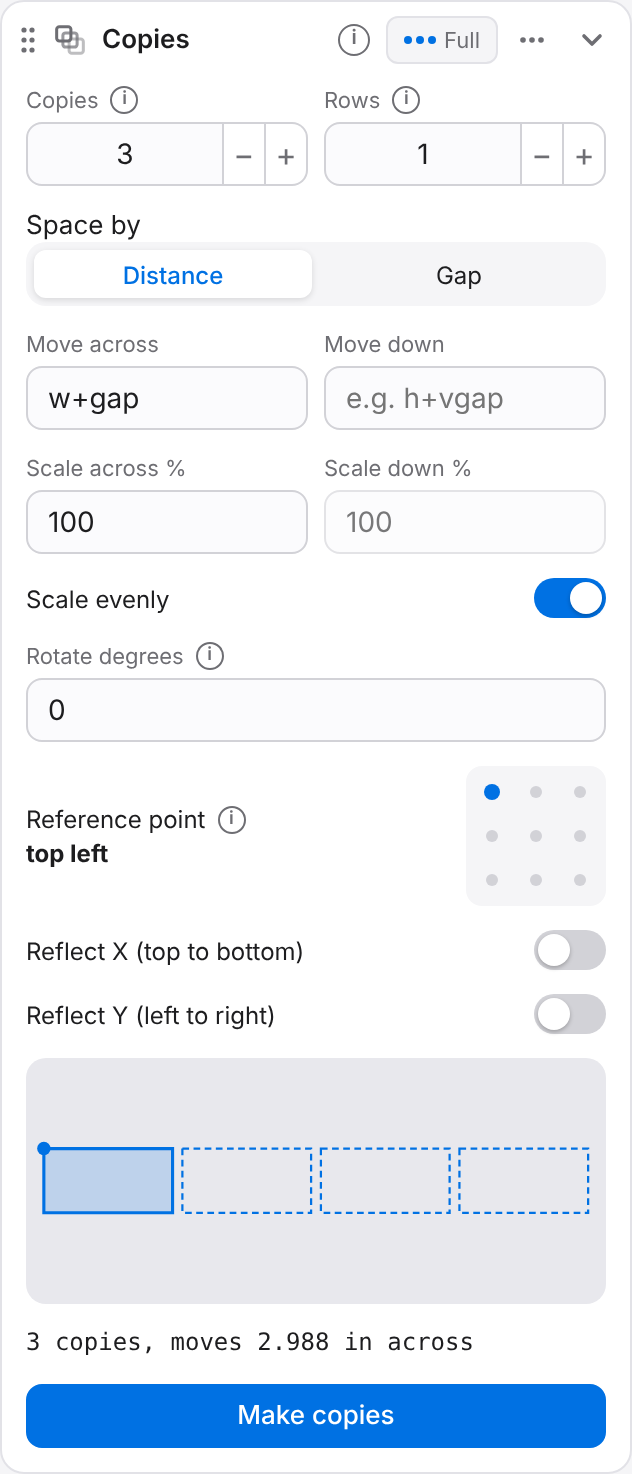 Copies
Full
Copies
Rows
3
1
Space by
Distance
Gap
Move across
Move down
w+gap
e.g. h+vgap
Scale across %
Scale down %
100
100
Scale evenly
Rotate degrees
0
Reference point
top left
Reflect X (top to bottom)
Reflect Y (left to right)
3 copies, moves 2.988 in across
Make copies